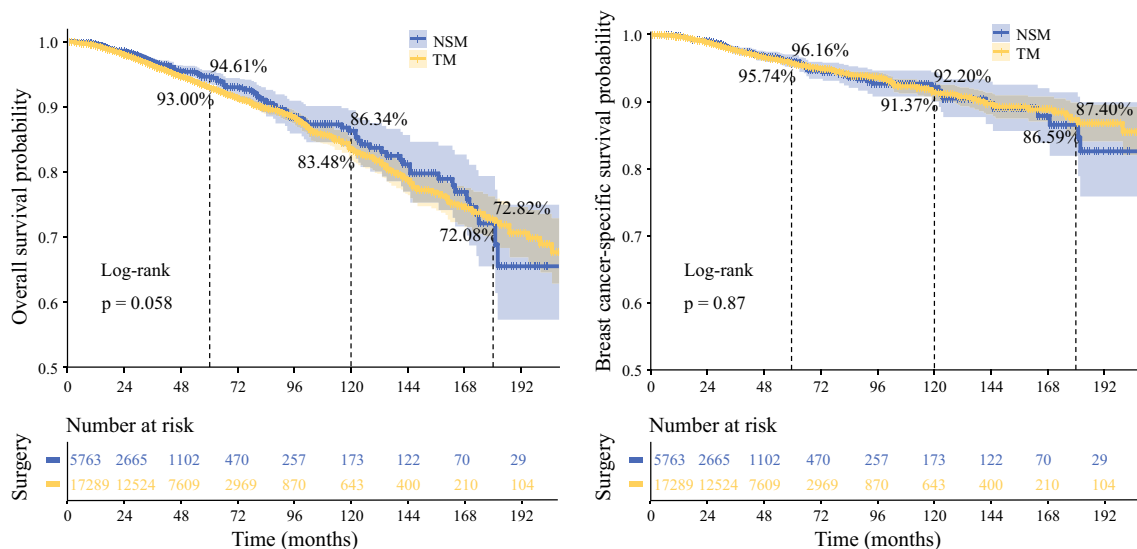 Overall survival probability
1.0
0.9
0.8
0.7
0.6
0.5
NSM
TM
94.61%
93.00%
86.34%
83.48%
72.82%
72.08%
Log-rank
p = 0.058
0 24 48 72 96 120 144 168 192
Number at risk
Surgery
5763 2665 1102 470 257 173 122 70 29
17289 12524 7609 2969 870 643 400 210 104
0 24 48 72 96 120 144 168 192
Time (months)
Breast cancer-specific survival probability
1.0
0.9
0.8
0.7
0.6
0.5
NSM
TM
96.16%
95.74%
92.20%
91.37%
87.40%
86.59%
Log-rank
p = 0.87
0 24 48 72 96 120 144 168 192
Number at risk
Surgery
5763 2665 1102 470 257 173 122 70 29
17289 12524 7609 2969 870 643 400 210 104
0 24 48 72 96 120 144 168 192
Time (months)